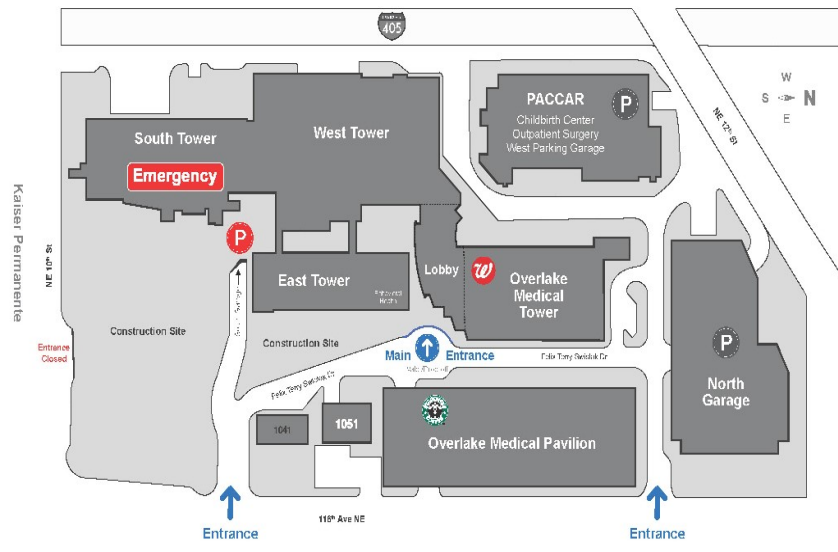 405
PACCAR
Childbirth Center
Outpatient Surgery
West Parking Garage
P
NE 12th St
W
S
N
E
South Tower
West Tower
Emergency
Kaiser Permanente
NE 10th St
P
East Tower
Lobby
W
Overlake
Medical
Tower
Construction Site
Construction Site
Entrance
Closed
Main
Entrance
Felix Terry Swistak Dr
Felix Terry Swistak Dr
P
North
Garage
1041
1051
Overlake Medical Pavilion
118th Ave NE
Entrance
Entrance